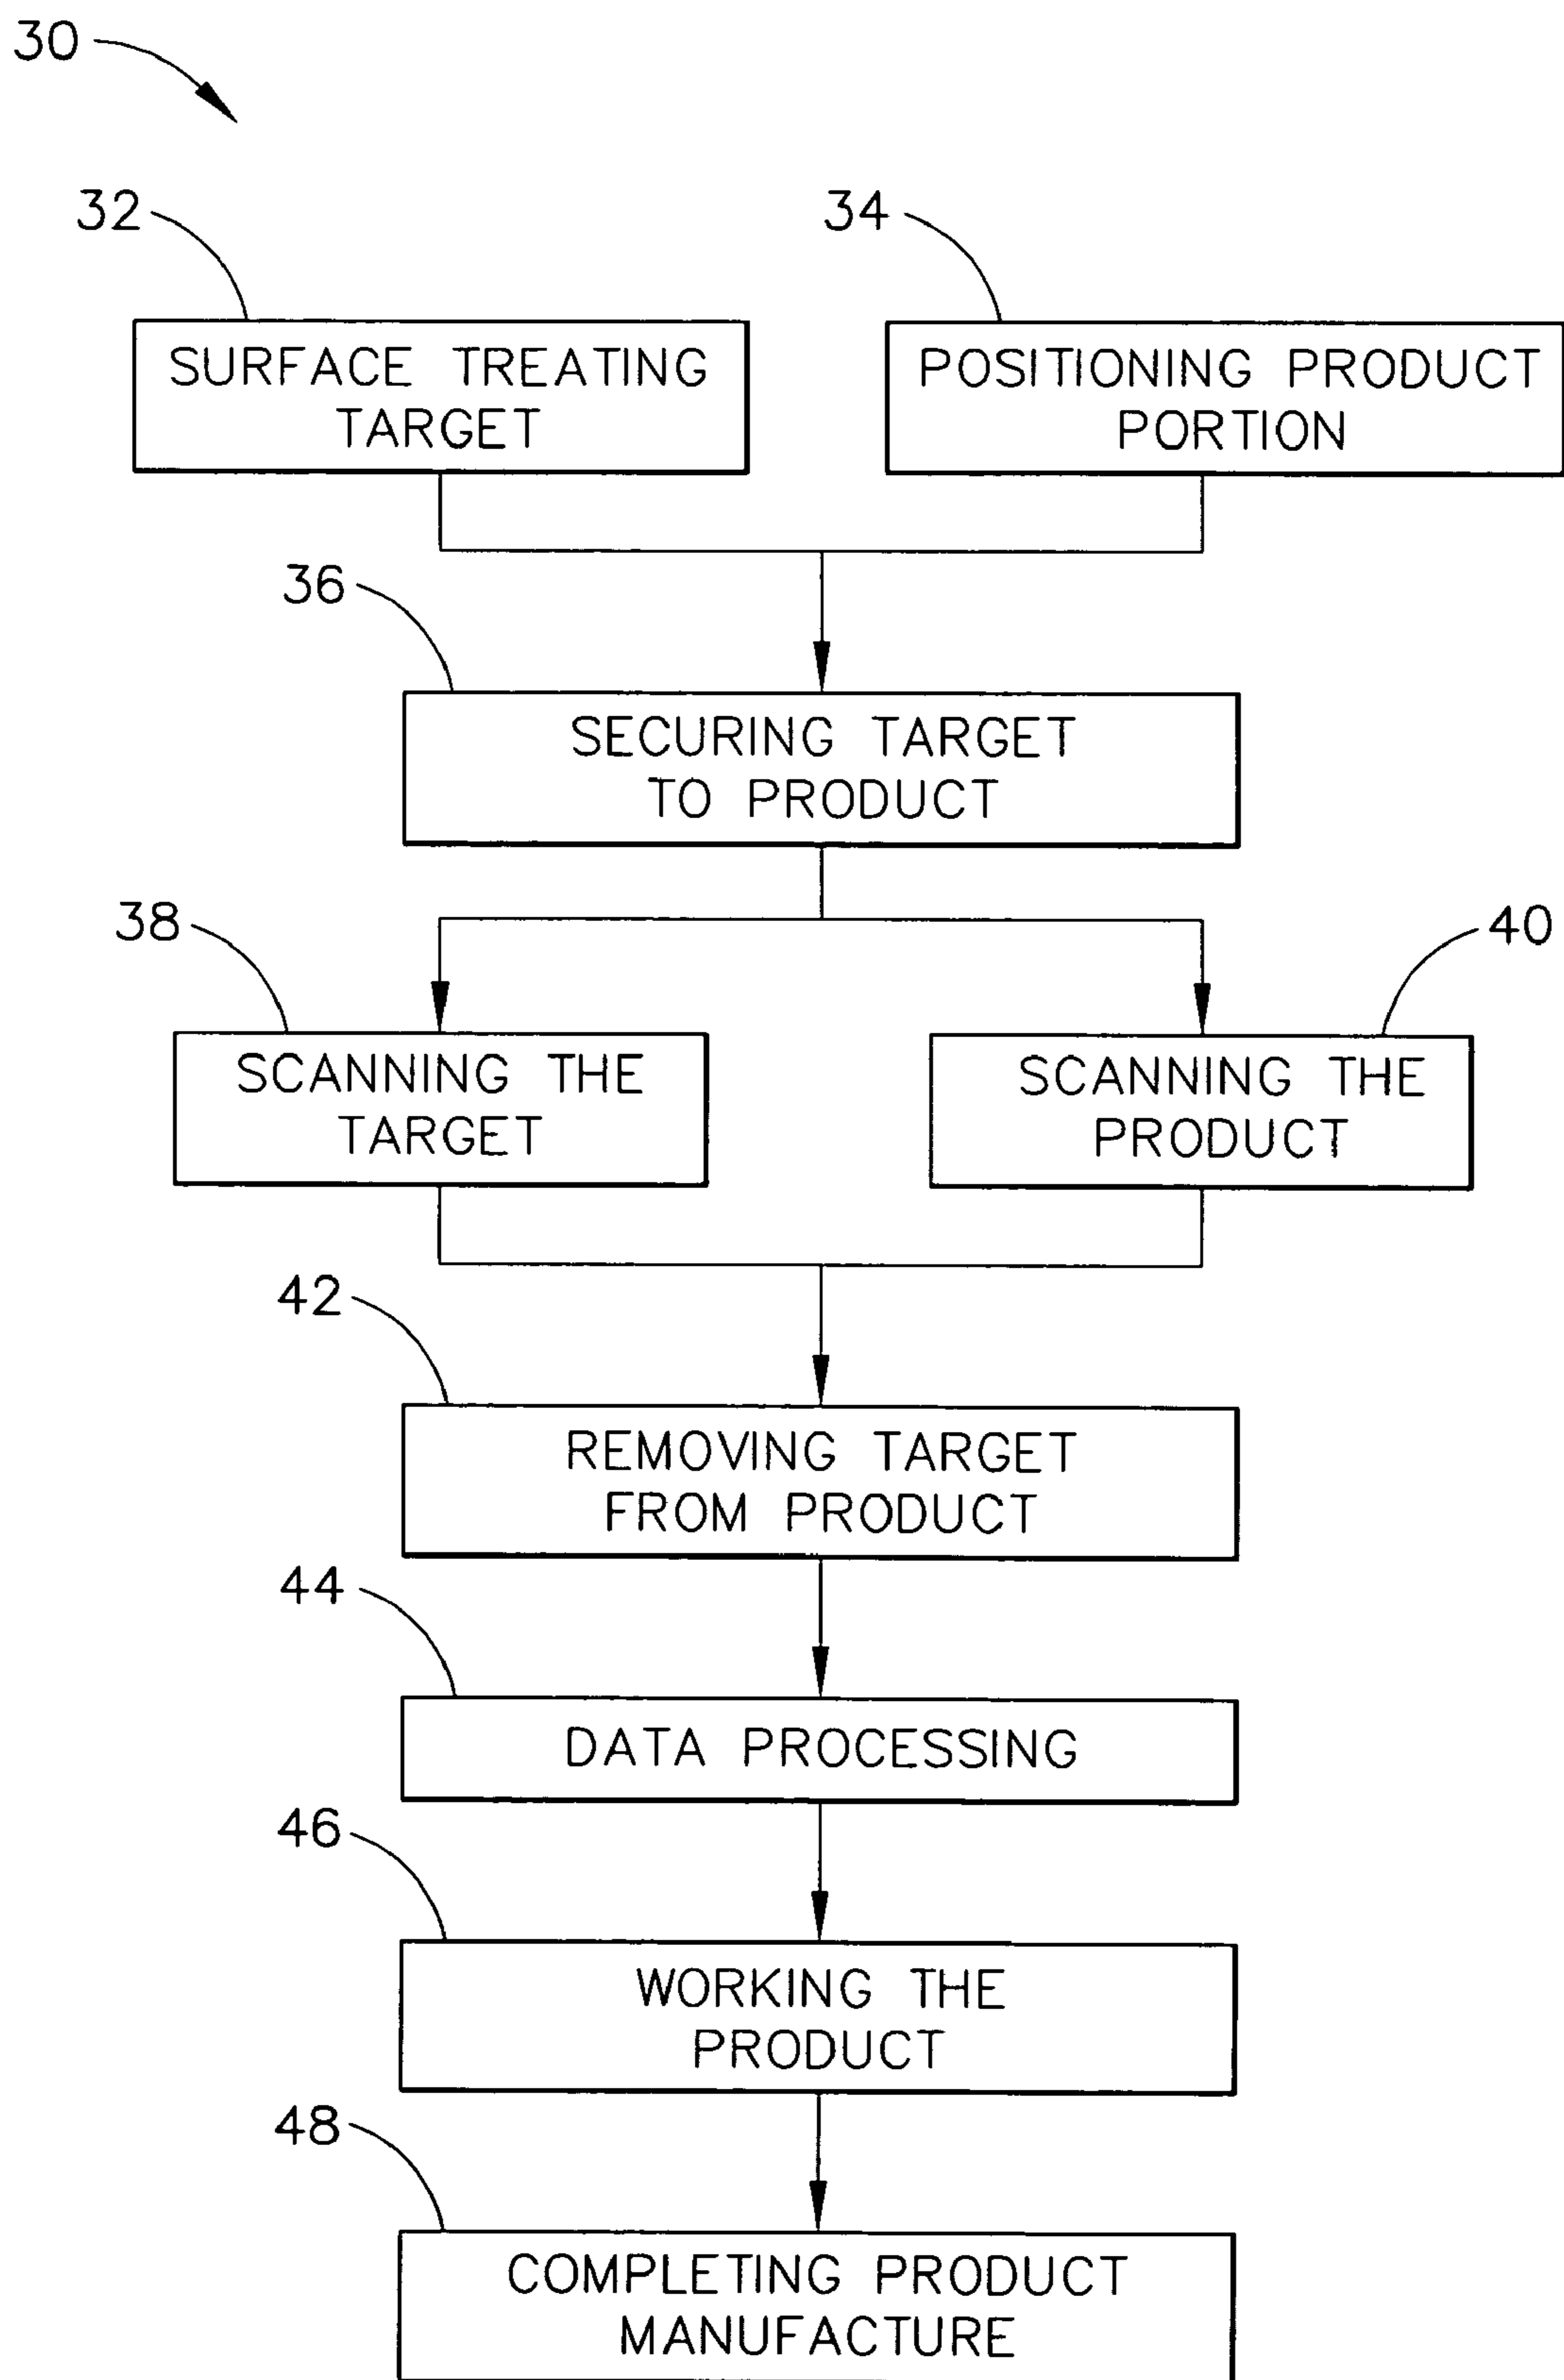 30
32
34
SURFACE TREATING
TARGET
POSITIONING PRODUCT
PORTION
36
SECURING TARGET
TO PRODUCT
38
40
SCANNING THE
TARGET
SCANNING THE
PRODUCT
42
REMOVING TARGET
FROM PRODUCT
44
DATA PROCESSING
46
WORKING THE
PRODUCT
48
COMPLETING PRODUCT
MANUFACTURE